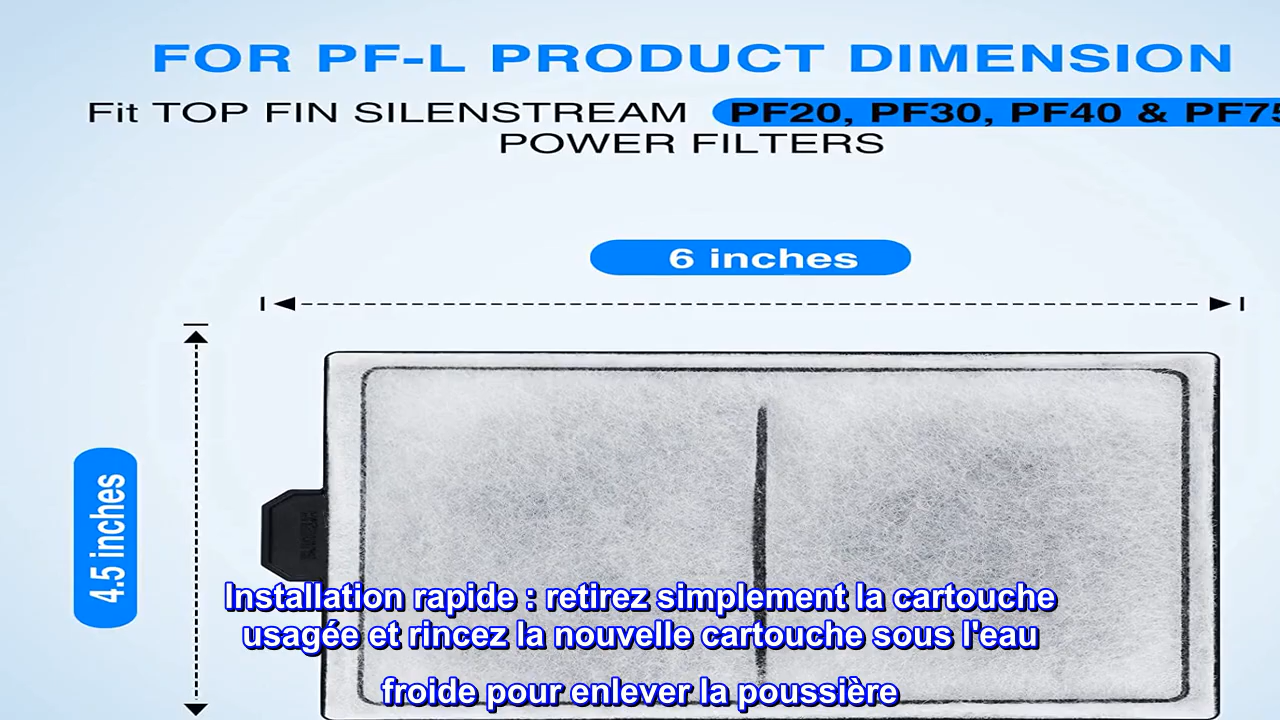 FOR PF-L PRODUCT DIMENSION
Fit TOP FIN SILENSTREAM PF20, PF30, PF40 & PF75
POWER FILTERS
6 inches
4.5 inches
Installation rapide : retirez simplement la cartouche
usagée et rincez la nouvelle cartouche sous l'eau
froide pour enlever la poussière